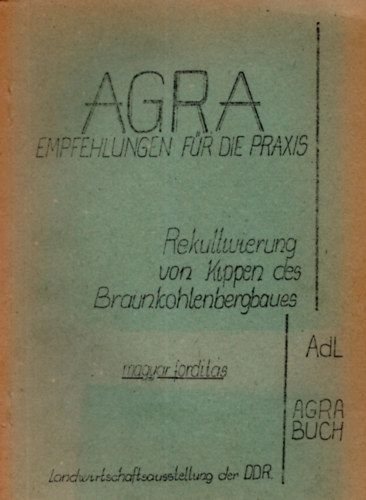 AGRA
EMPFEHLUNGEN FÜR DIE PRAXIS
Rekultivierung
von Kippen des
Braunkohlenbergbaues
magyar fordítás
AdL
AGRA
BUCH
Landwirtschaftsausstellung der DDR.